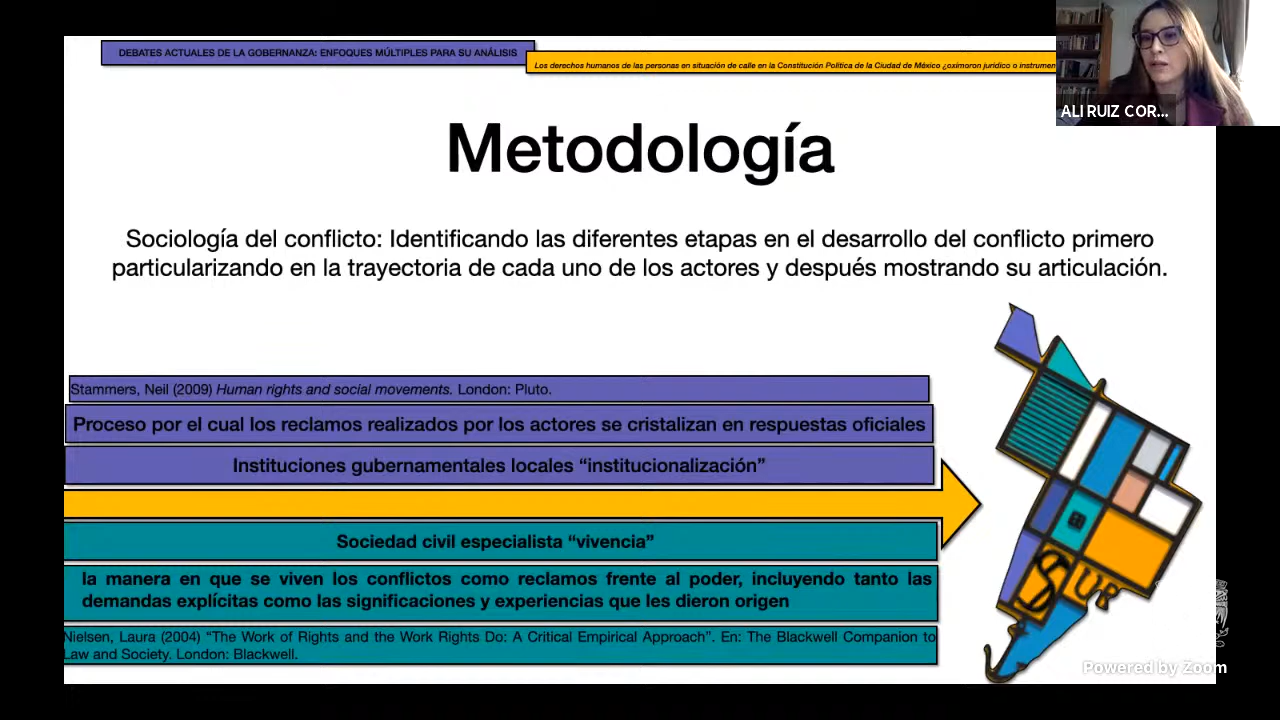 DEBATES ACTUALES DE LA GOBERNANZA: ENFOQUES MÚLTIPLES PARA SU ANÁLISIS
Los derechos humanos de las personas en situación de calle en la Constitución Política de la Ciudad de México ¿oxímoron jurídico o instrumen
ALI RUIZ COR...
Metodología
Sociología del conflicto: Identificando las diferentes etapas en el desarrollo del conflicto primero
particularizando en la trayectoria de cada uno de los actores y después mostrando su articulación.
Stammers, Neil (2009) Human rights and social movements. London: Pluto.
Proceso por el cual los reclamos realizados por los actores se cristalizan en respuestas oficiales
Instituciones gubernamentales locales “institucionalización”
Sociedad civil especialista “vivencia”
la manera en que se viven los conflictos como reclamos frente al poder, incluyendo tanto las
demandas explícitas como las significaciones y experiencias que les dieron origen
Nielsen, Laura (2004) “The Work of Rights and the Work Rights Do: A Critical Empirical Approach”. En: The Blackwell Companion to
Law and Society. London: Blackwell.
@
SUR
Powered by Zoom